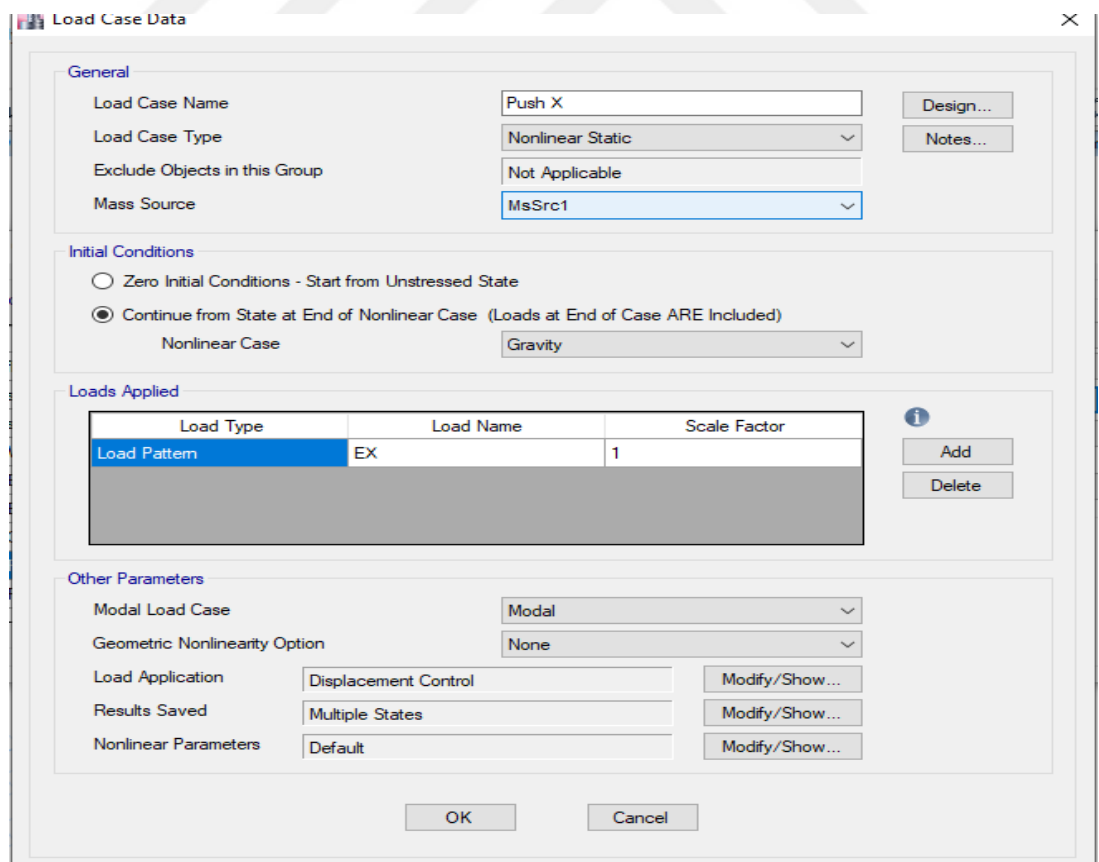 Load Case Data
General
Load Case Name Push X Design...
Load Case Type Nonlinear Static Notes...
Exclude Objects in this Group Not Applicable
Mass Source MsSrc1
Initial Conditions
Zero Initial Conditions - Start from Unstressed State
Continue from State at End of Nonlinear Case (Loads at End of Case ARE Included)
Nonlinear Case Gravity
Loads Applied
Load Type Load Name Scale Factor
Load Pattern EX 1
Add
Delete
Other Parameters
Modal Load Case Modal
Geometric Nonlinearity Option None
Load Application Displacement Control Modify/Show...
Results Saved Multiple States Modify/Show...
Nonlinear Parameters Default Modify/Show...
OK Cancel